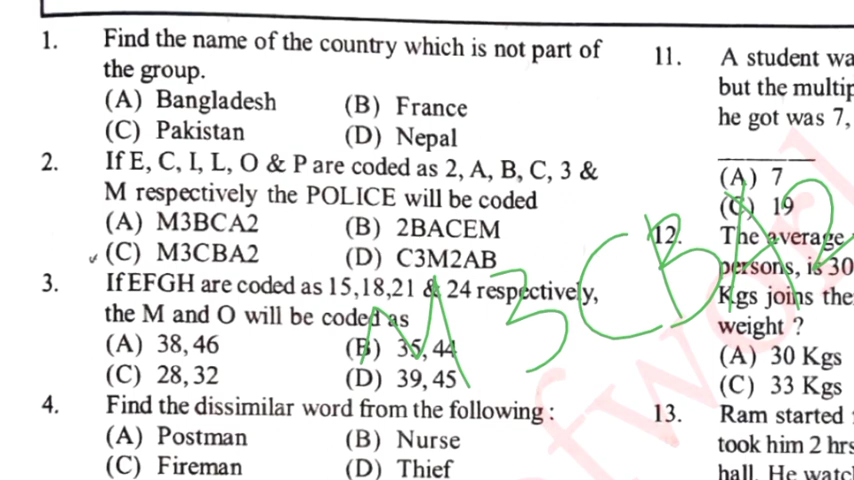 1. Find the name of the country which is not part of
the group.
(A) Bangladesh (B) France
(C) Pakistan (D) Nepal
2. If E, C, I, L, O & P are coded as 2, A, B, C, 3 &
M respectively the POLICE will be coded
(A) M3BCA2 (B) 2BACEM
(C) M3CBA2 (D) C3M2AB
3. If EFGH are coded as 15,18,21 & 24 respectively,
the M and O will be coded as
(A) 38, 46 (B) 35, 44
(C) 28, 32 (D) 39, 45
4. Find the dissimilar word from the following :
(A) Postman (B) Nurse
(C) Fireman (D) Thief
M3CBA2
11. A student wa
but the multip
he got was 7,
(A) 7
(C) 19
12. The average
persons, is 30
Kgs joins the
weight ?
(A) 30 Kgs
(C) 33 Kgs
13. Ram started
took him 2 hrs
hall. He watc